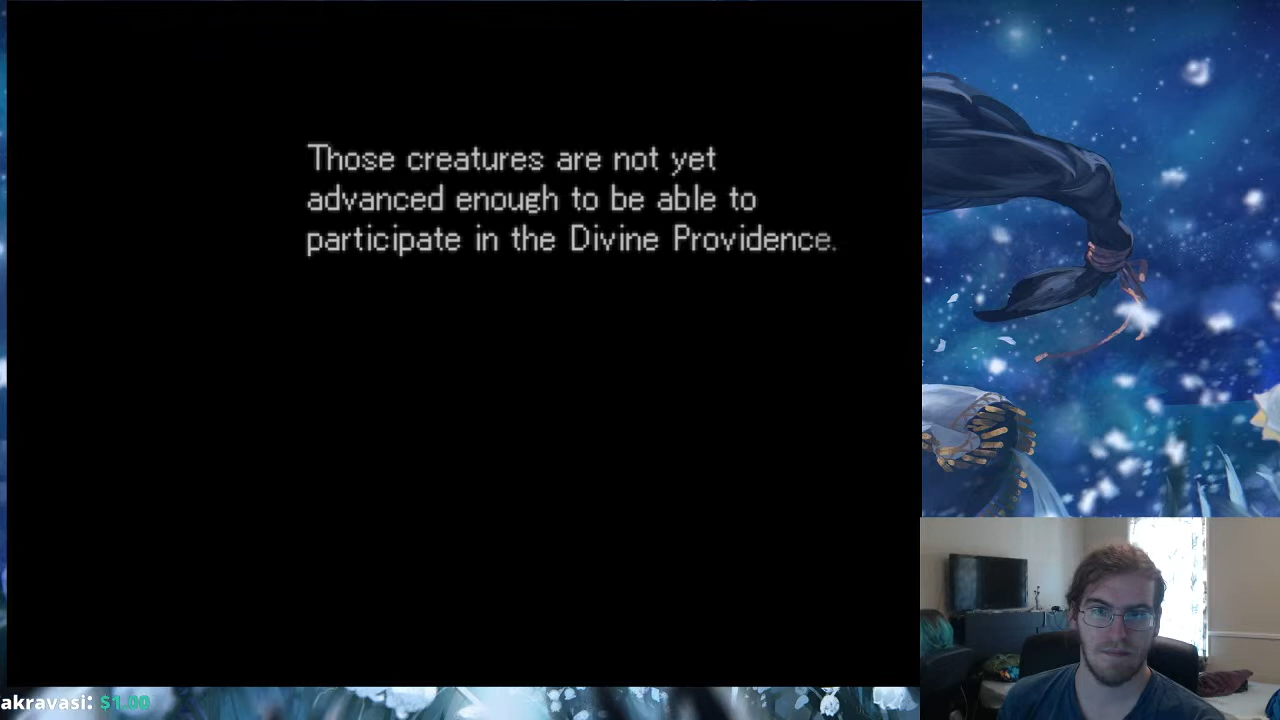 Those creatures are not yet
advanced enough to be able to
participate in the Divine Providence.
akravasi: $1.00